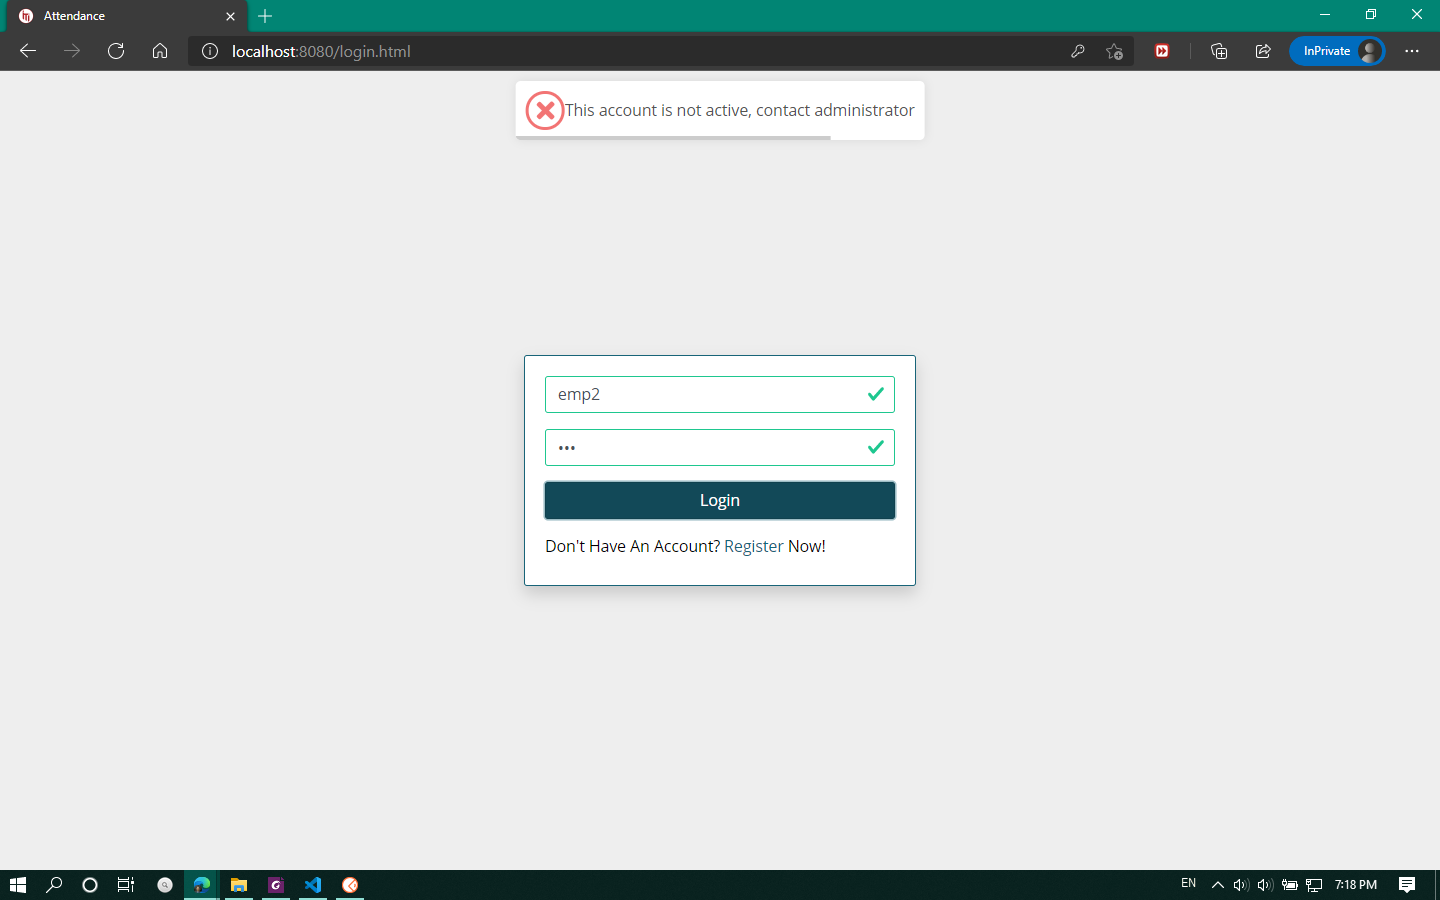 Attendance
localhost:8080/login.html
InPrivate
This account is not active, contact administrator
emp2
Login
Don't Have An Account? Register Now!
EN
7:18 PM